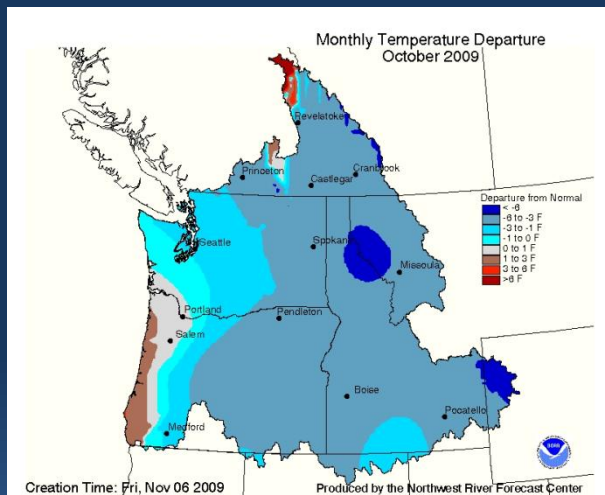 Monthly Temperature Departure
October 2009
Revelstoke
Princeton
Castlegar
Cranbrook
Departure from Normal
< -6
-6 to -3 F
-3 to -1 F
-1 to 0 F
0 to 1 F
1 to 3 F
3 to 6 F
>6 F
Seattle
Spokane
Missoula
Portland
Pendleton
Salem
Boise
Pocatello
Medford
NOAA
Creation Time: Fri, Nov 06 2009
Produced by the Northwest River Forecast Center